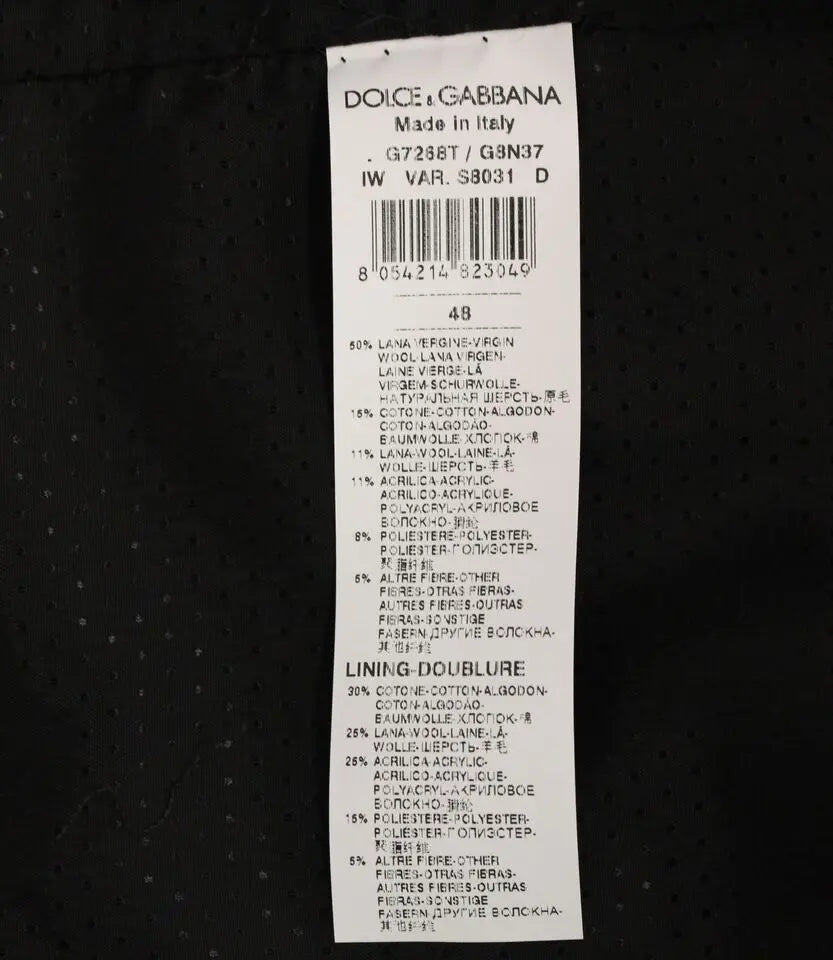 DOLCE & GABBANA
Made in Italy
. G7268T / G8N37
IW VAR. S8031 D
8 054214 823049
48
50% LANA VERGINE-VIRGIN
WOOL-LANA VIRGEN-
LAINE VIERGE-LÃ
VIRGEM-SCHURWOLLE-
НАТУРАЛЬНАЯ ШЕРСТЬ-原毛
15% COTONE-COTTON-ALGODON-
COTON-ALGODÃO-
BAUMWOLLE-ХЛОПОК-棉
11% LANA-WOOL-LAINE-LÃ-
WOLLE-ШЕРСТЬ-羊毛
11% ACRILICA-ACRYLIC-
ACRILICO-ACRYLIQUE-
POLYACRYL-АКРИЛОВОЕ
ВОЛОКНО-腈纶
8% POLIESTERE-POLYESTER-
POLIÉSTER-ПОЛИЭСТЕР-
聚脂纤维
5% ALTRE FIBRE-OTHER
FIBRES-OTRAS FIBRAS-
AUTRES FIBRES-OUTRAS
FIBRAS-SONSTIGE
FASERN-ДРУГИЕ ВОЛОКНА-
其他纤维
LINING-DOUBLURE
30% COTONE-COTTON-ALGODON-
COTON-ALGODÃO-
BAUMWOLLE-ХЛОПОК-棉
25% LANA-WOOL-LAINE-LÃ-
WOLLE-ШЕРСТЬ-羊毛
25% ACRILICA-ACRYLIC-
ACRILICO-ACRYLIQUE-
POLYACRYL-АКРИЛОВОЕ
ВОЛОКНО-腈纶
15% POLIESTERE-POLYESTER-
POLIÉSTER-ПОЛИЭСТЕР-
聚脂纤维
5% ALTRE FIBRE-OTHER
FIBRES-OTRAS FIBRAS-
AUTRES FIBRES-OUTRAS
FIBRAS-SONSTIGE
FASERN-ДРУГИЕ ВОЛОКНА-
其他纤维